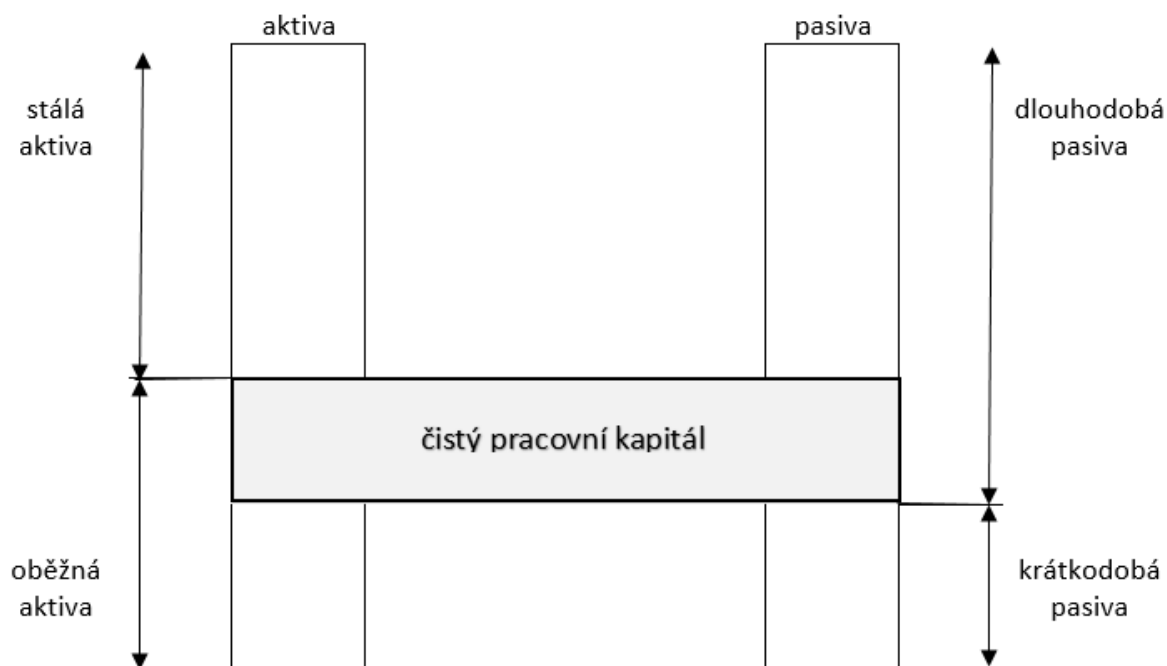 aktiva
pasiva
stálá
aktiva
dlouhodobá
pasiva
čistý pracovní kapitál
oběžná
aktiva
krátkodobá
pasiva